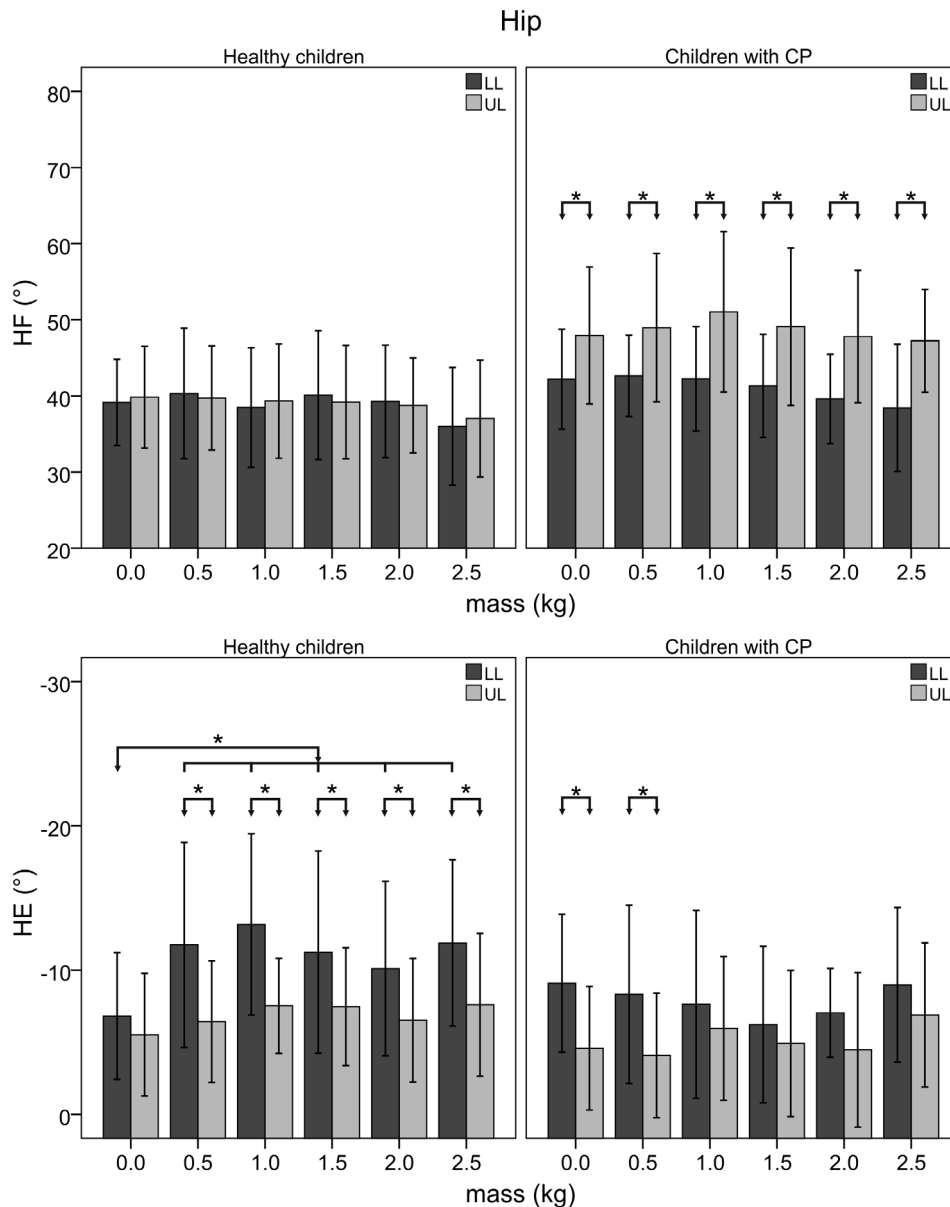 Hip
Healthy children
Children with CP
LL
UL
LL
UL
HF (°)
80
70
60
50
40
30
20
* * * * * *
0.0 0.5 1.0 1.5 2.0 2.5
0.0 0.5 1.0 1.5 2.0 2.5
mass (kg)
mass (kg)
Healthy children
Children with CP
LL
UL
LL
UL
HE (°)
-30
-20
-10
0
*
* * * * *
* *
0.0 0.5 1.0 1.5 2.0 2.5
0.0 0.5 1.0 1.5 2.0 2.5
mass (kg)
mass (kg)